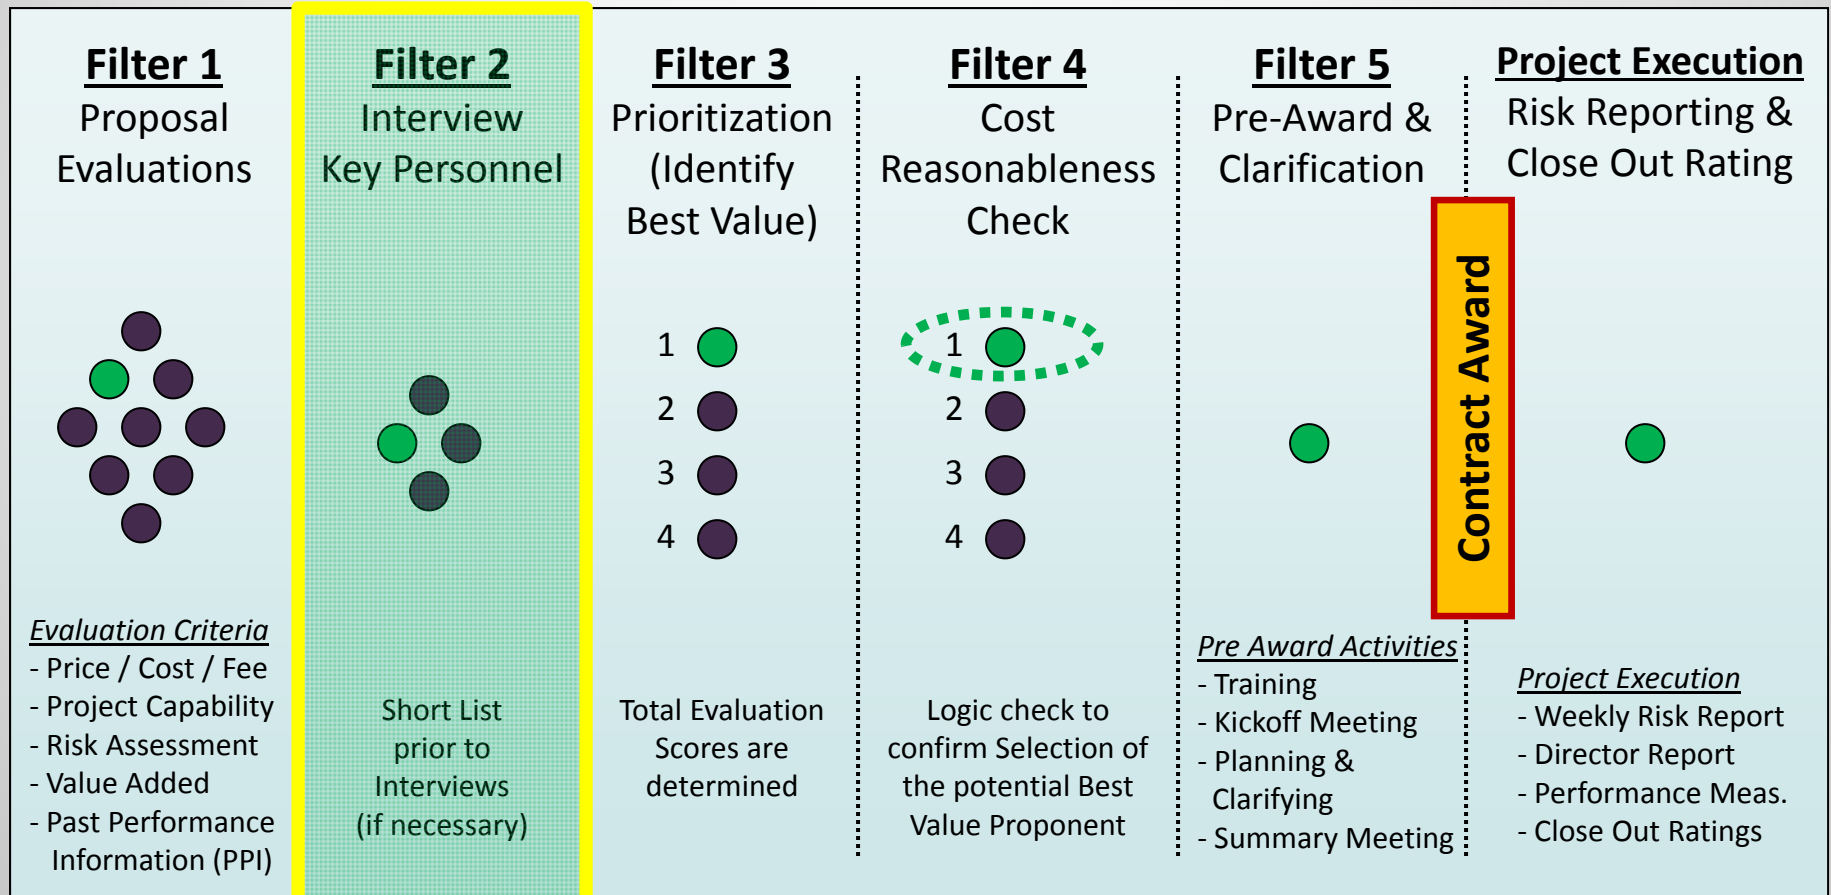 Filter 1
Proposal
Evaluations
Evaluation Criteria
- Price / Cost / Fee
- Project Capability
- Risk Assessment
- Value Added
- Past Performance
Information (PPI)
Filter 2
Interview
Key Personnel
Short List
prior to
Interviews
(if necessary)
Filter 3
Prioritization
(Identify
Best Value)
1
2
3
4
Total Evaluation
Scores are
determined
Filter 4
Cost
Reasonableness
Check
1
2
3
4
Logic check to
confirm Selection of
the potential Best
Value Proponent
Filter 5
Pre-Award &
Clarification
Pre Award Activities
- Training
- Kickoff Meeting
- Planning &
Clarifying
- Summary Meeting
Contract Award
Project Execution
Risk Reporting &
Close Out Rating
Project Execution
- Weekly Risk Report
- Director Report
- Performance Meas.
- Close Out Ratings